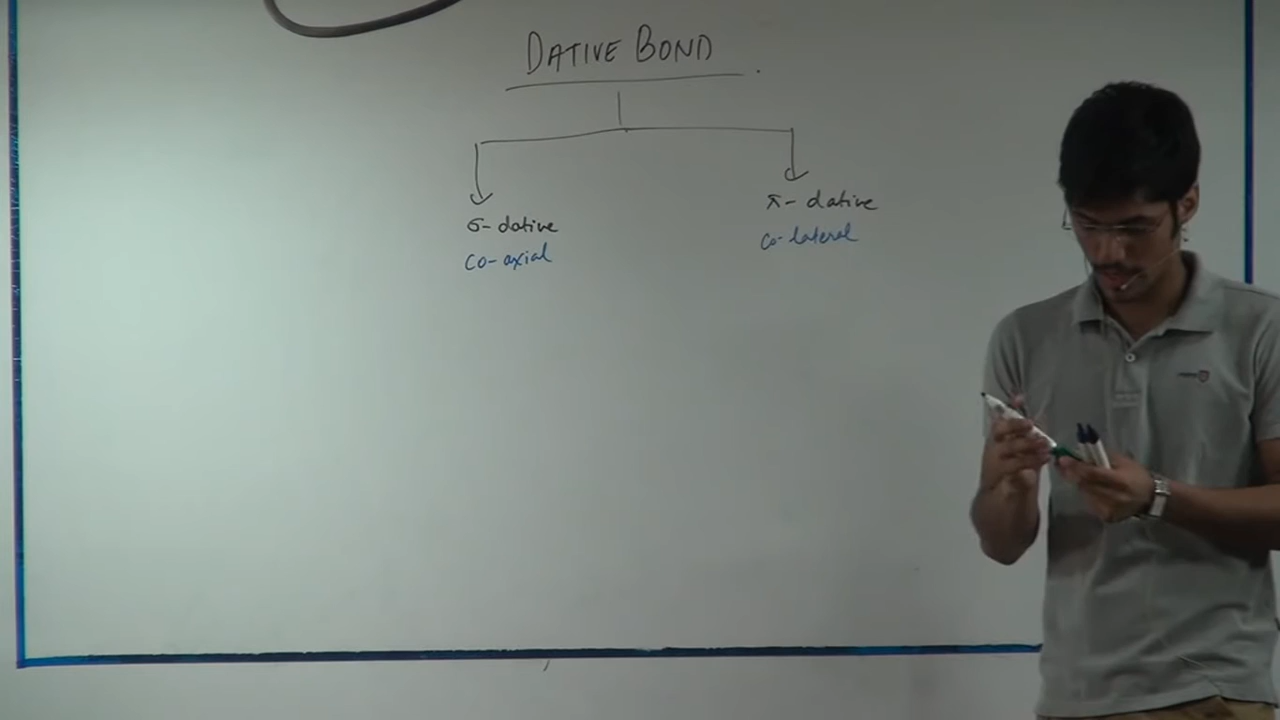 DATIVE BOND
σ- dative
co-axial
π- dative
co-lateral